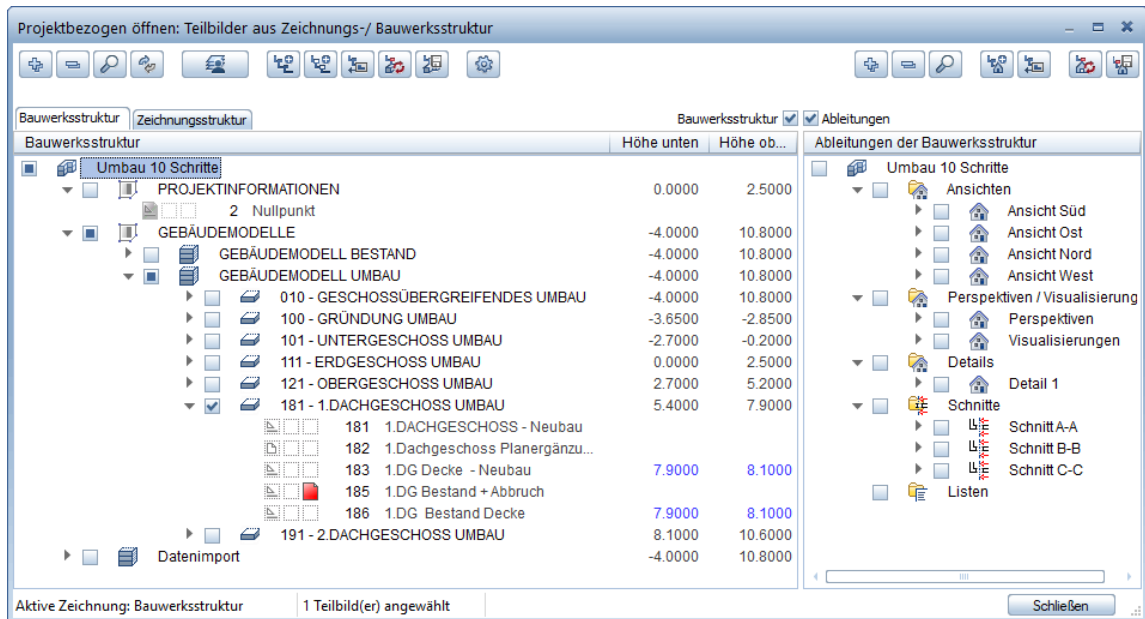 Projektbezogen öffnen: Teilbilder aus Zeichnungs-/ Bauwerksstruktur
Bauwerksstruktur Zeichnungsstruktur Bauwerksstruktur Ableitungen
Bauwerksstruktur Höhe unten Höhe ob... Ableitungen der Bauwerksstruktur
Umbau 10 Schritte Umbau 10 Schritte
PROJEKTINFORMATIONEN 0.0000 2.5000 Ansichten
2 Nullpunkt Ansicht Süd
GEBÄUDEMODELLE -4.0000 10.8000 Ansicht Ost
GEBÄUDEMODELL BESTAND -4.0000 10.8000 Ansicht Nord
GEBÄUDEMODELL UMBAU -4.0000 10.8000 Ansicht West
010 - GESCHOSSÜBERGREIFENDES UMBAU -4.0000 10.8000 Perspektiven / Visualisierung
100 - GRÜNDUNG UMBAU -3.6500 -2.8500 Perspektiven
101 - UNTERGESCHOSS UMBAU -2.7000 -0.2000 Visualisierungen
111 - ERDGESCHOSS UMBAU 0.0000 2.5000 Details
121 - OBERGESCHOSS UMBAU 2.7000 5.2000 Detail 1
181 - 1.DACHGESCHOSS UMBAU 5.4000 7.9000 Schnitte
181 1.DACHGESCHOSS - Neubau Schnitt A-A
182 1.Dachgeschoss Planergänzu... Schnitt B-B
183 1.DG Decke - Neubau 7.9000 8.1000 Schnitt C-C
185 1.DG Bestand + Abbruch Listen
186 1.DG Bestand Decke 7.9000 8.1000
191 - 2.DACHGESCHOSS UMBAU 8.1000 10.6000
Datenimport -4.0000 10.8000
Aktive Zeichnung: Bauwerksstruktur 1 Teilbild(er) angewählt Schließen